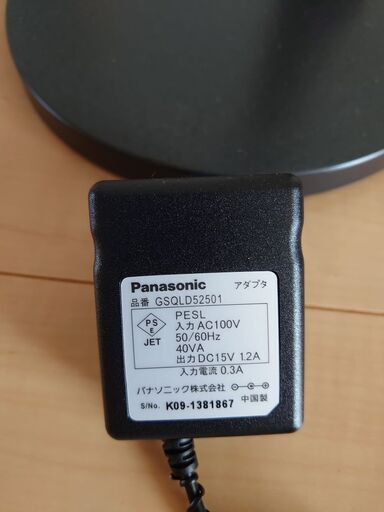 Panasonic アダプタ
品番 GSQLD52501
PS
E
JET
PESL
入力 AC100V
50/60Hz
40VA
出力 DC15V 1.2A
入力電流 0.3A
パナソニック株式会社
S/No. K09-1381867 中国製